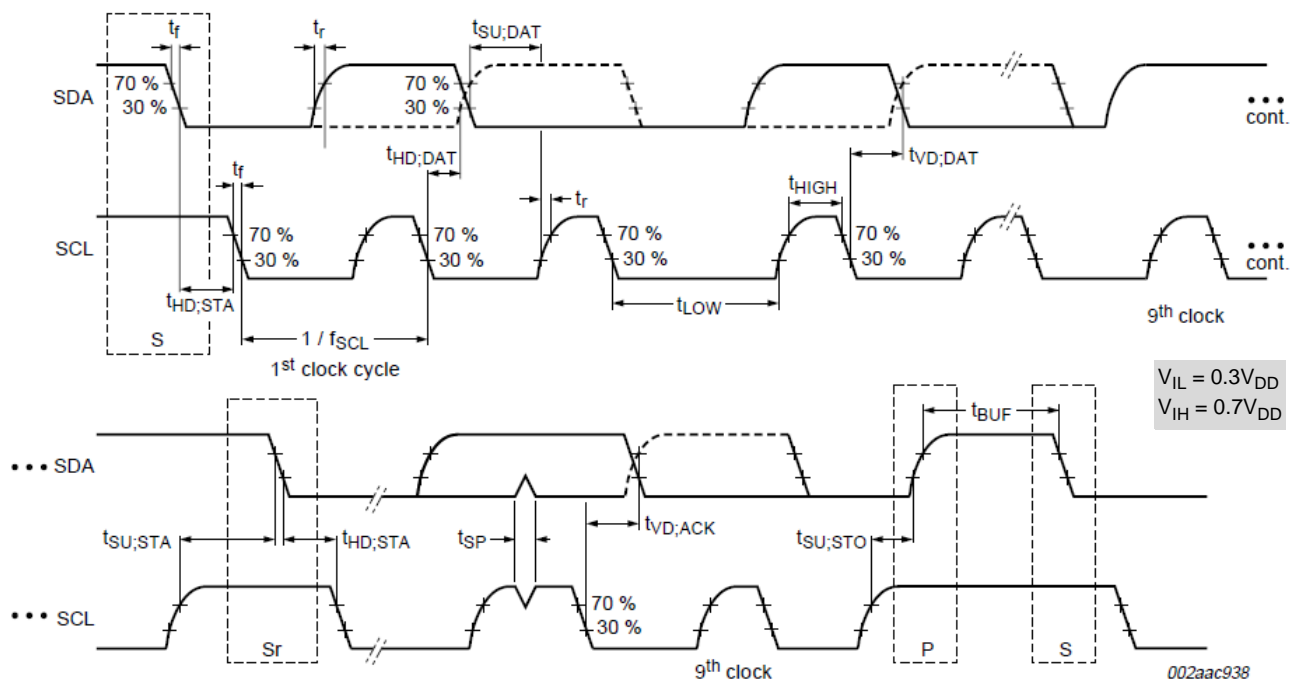 tf tr tSU;DAT
70 % 70 %
SDA 30 % 30 % ••• cont.
tHD;DAT tVD;DAT
tf tr tHIGH
70 % 70 % 70 % 70 %
SCL 30 % 30 % 30 % 30 % ••• cont.
tHD;STA tLOW
S 1 / fSCL 9th clock
1st clock cycle
VIL = 0.3VDD
VIH = 0.7VDD
tBUF
••• SDA
tSU;STA tHD;STA tSP tVD;ACK tSU;STO
70 %
••• SCL 30 %
Sr 9th clock P S
002aac938